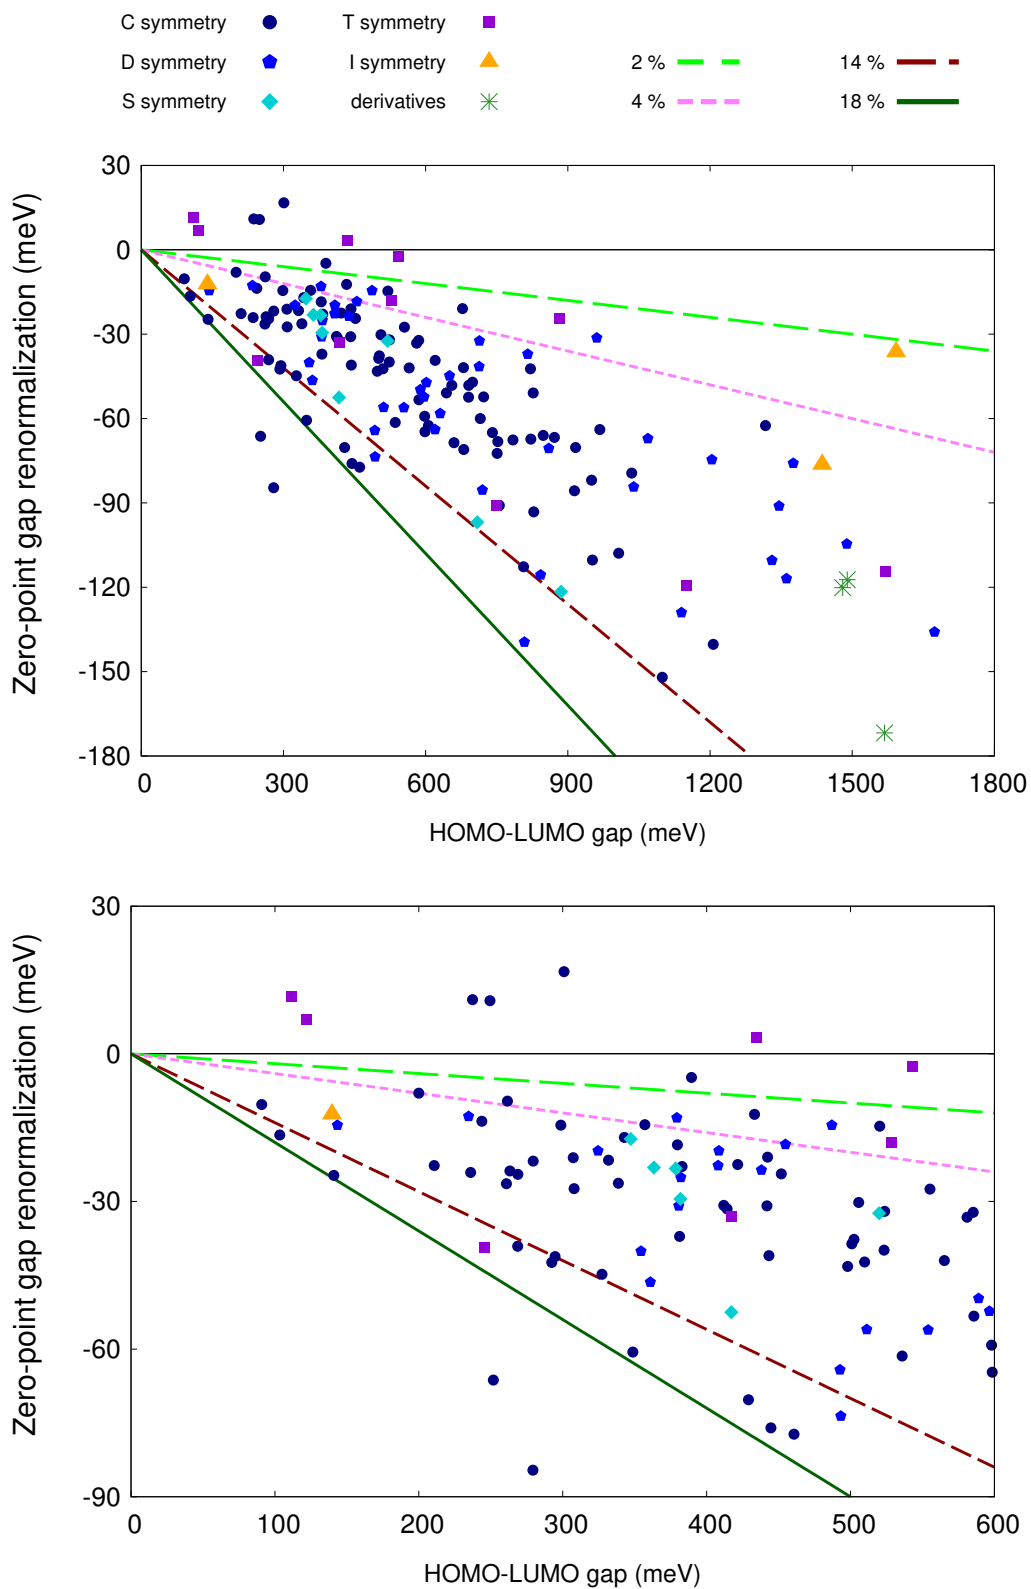 C symmetry T symmetry
D symmetry I symmetry 2 % 14 %
S symmetry derivatives 4 % 18 %
30
0
-30
-60
-90
-120
-150
-180
Zero-point gap renormalization (meV)
0 300 600 900 1200 1500 1800
HOMO-LUMO gap (meV)
30
0
-30
-60
-90
Zero-point gap renormalization (meV)
0 100 200 300 400 500 600
HOMO-LUMO gap (meV)